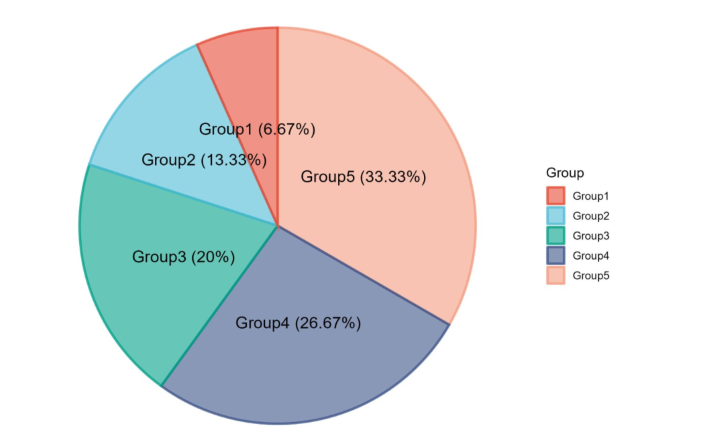 Group1 (6.67%)
Group2 (13.33%)
Group5 (33.33%)
Group3 (20%)
Group4 (26.67%)
Group
Group1
Group2
Group3
Group4
Group5